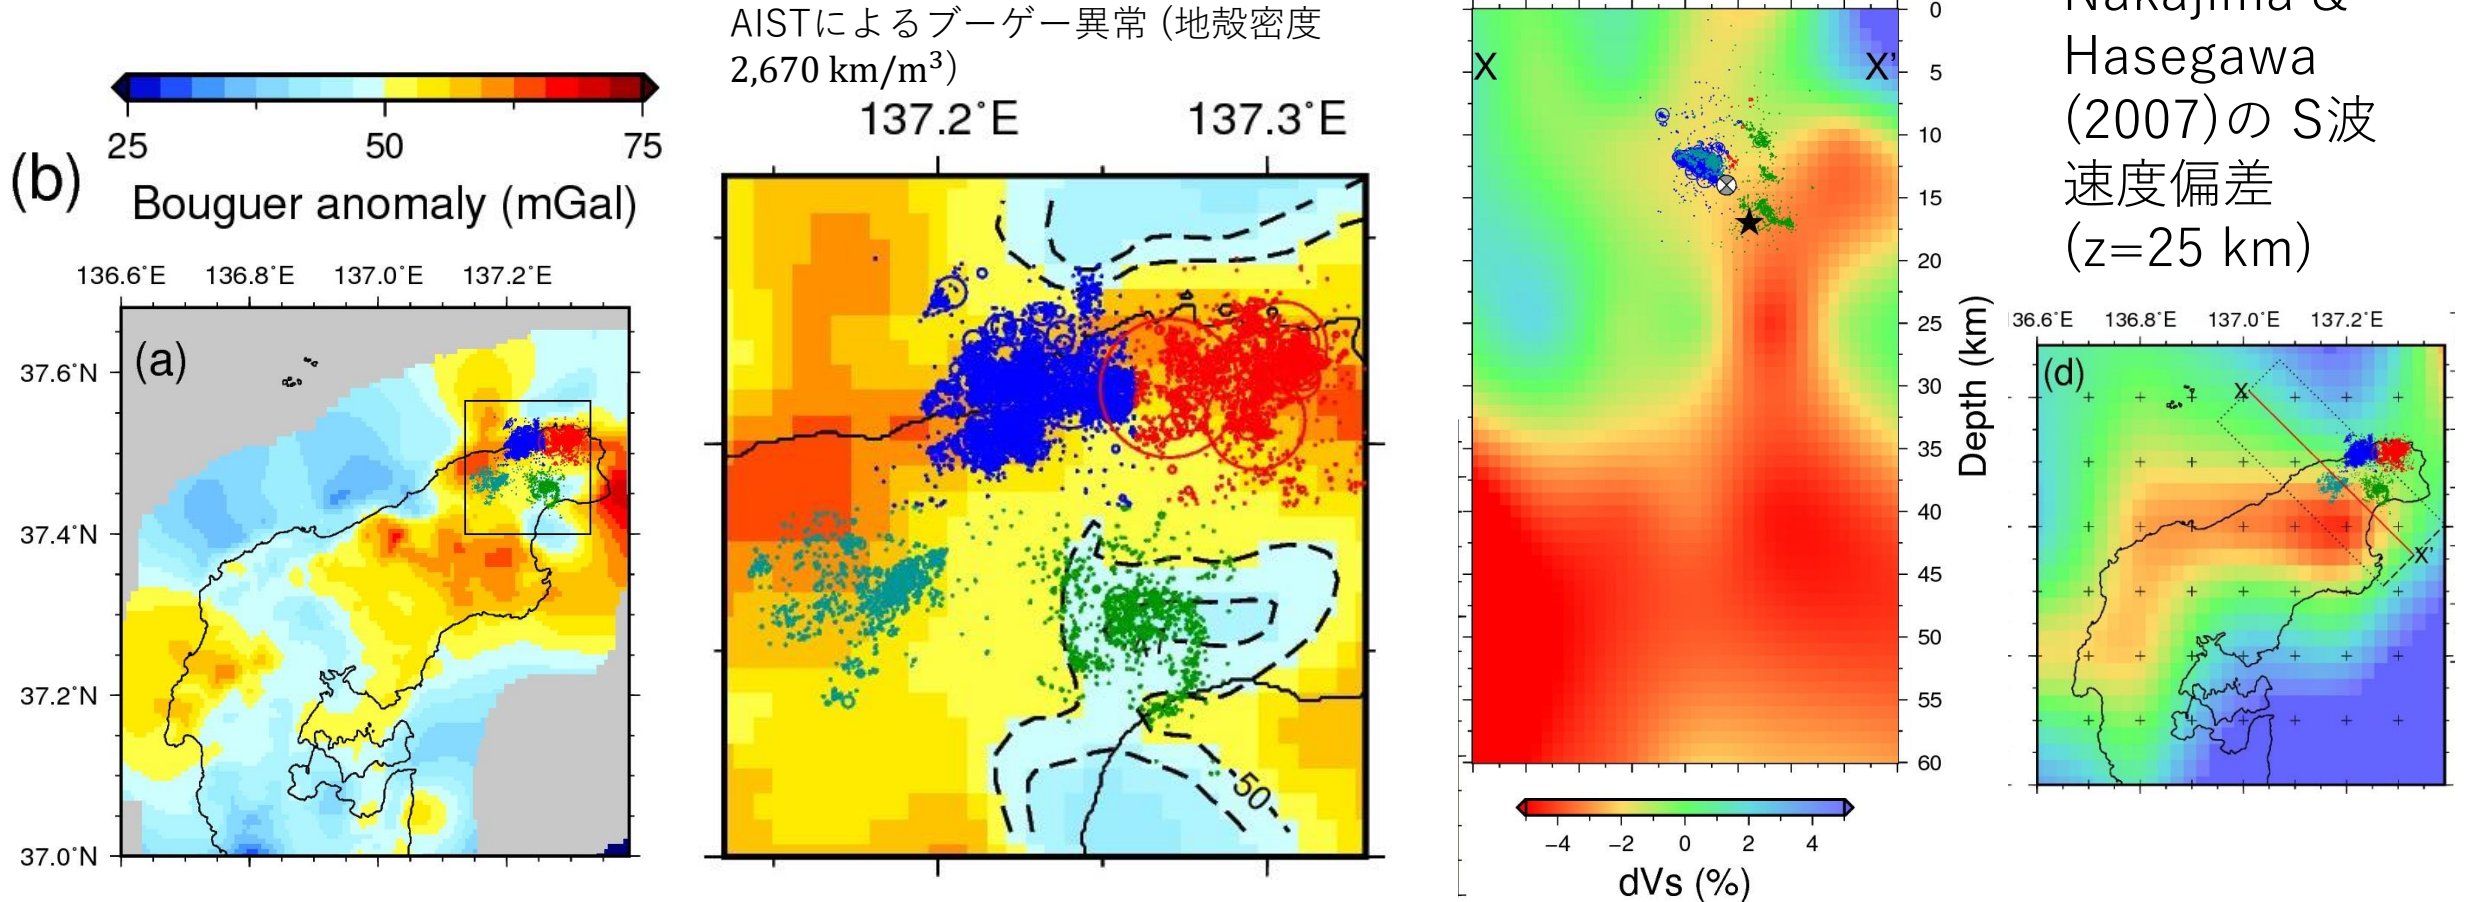 AISTによるブーゲー異常 (地殻密度
2,670 km/m³)
25 50 75
Bouguer anomaly (mGal)
(b)
136.6°E 136.8°E 137.0°E 137.2°E
(a)
37.6°N
37.4°N
37.2°N
37.0°N
137.2°E 137.3°E
50
X X'
0
5
10
15
20
25
30
35
40
45
50
55
60
Depth (km)
−4 −2 0 2 4
dVs (%)
Nakajima &
Hasegawa
(2007)の S波
速度偏差
(z=25 km)
36.6°E 136.8°E 137.0°E 137.2°E
(d)
X
X'